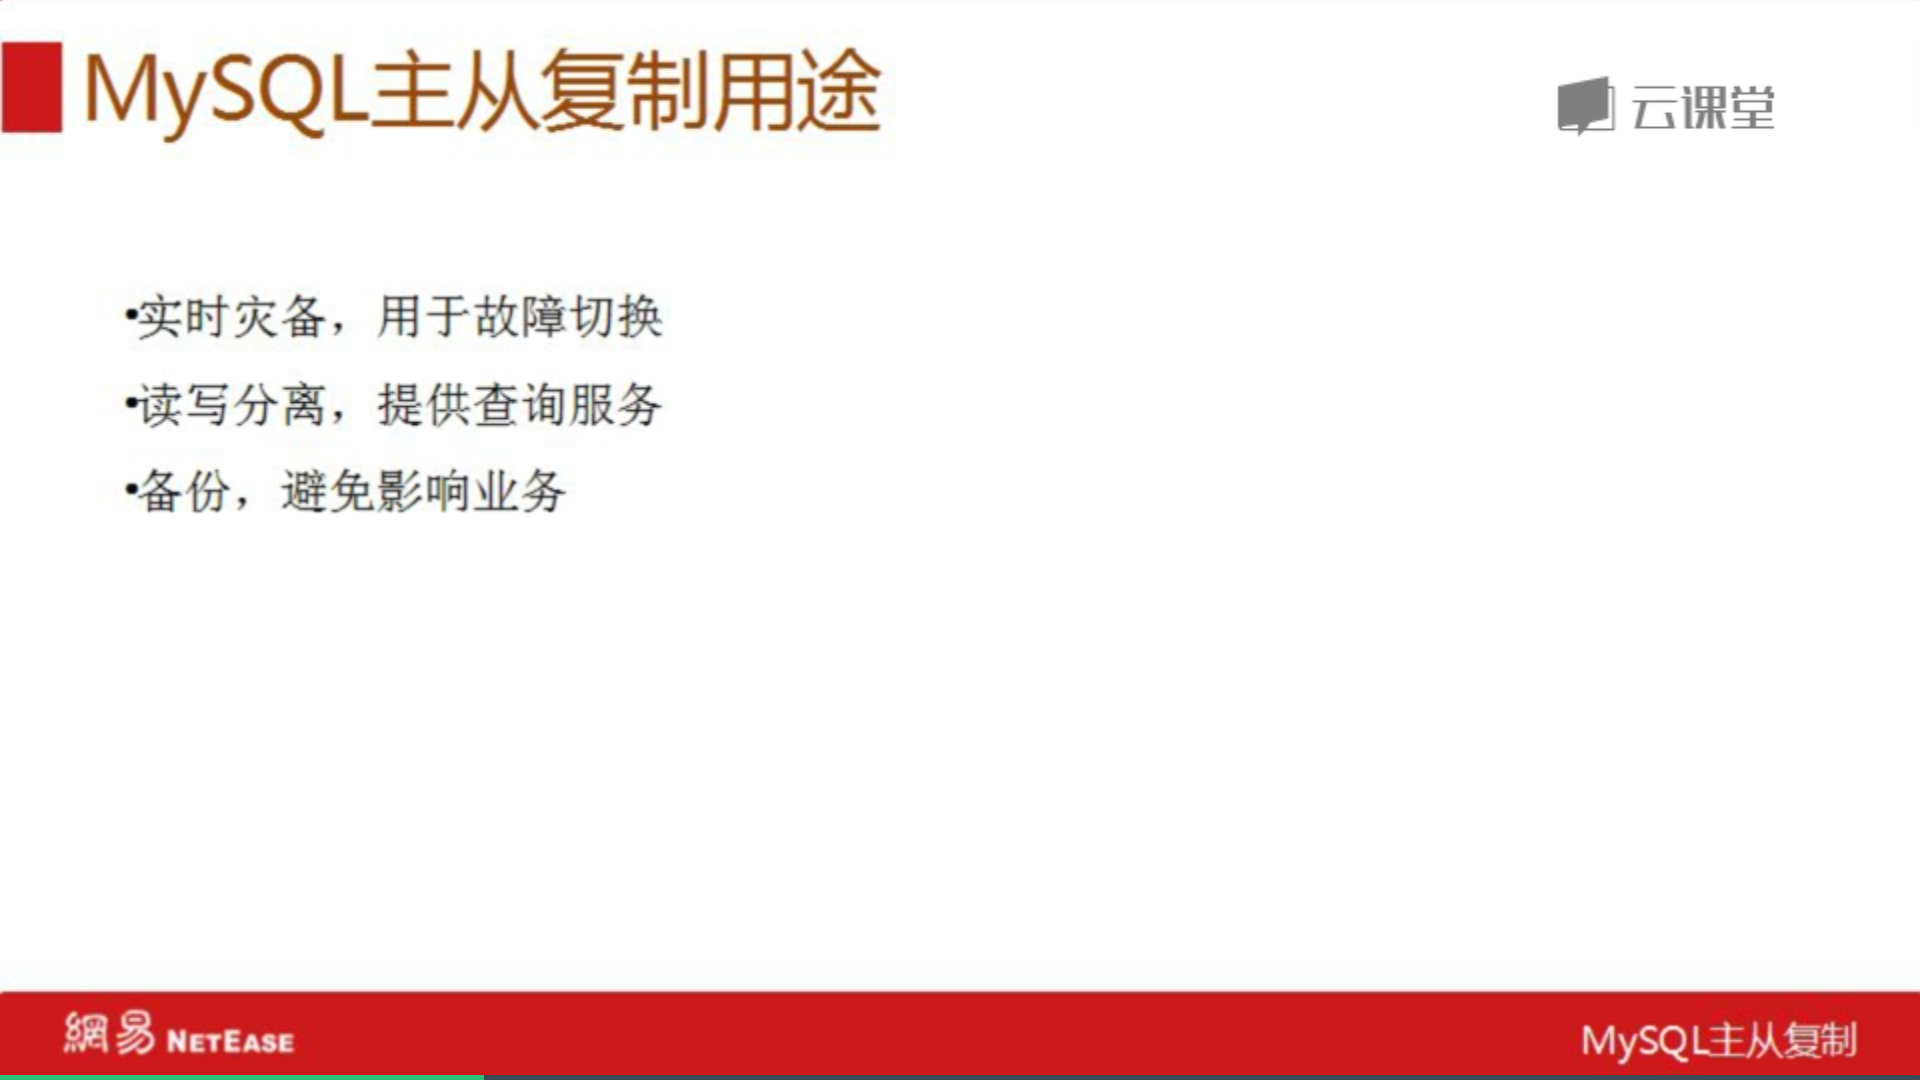 MySQL主从复制用途
云课堂
•实时灾备，用于故障切换
•读写分离，提供查询服务
•备份，避免影响业务
網易 NETEASE
MySQL主从复制